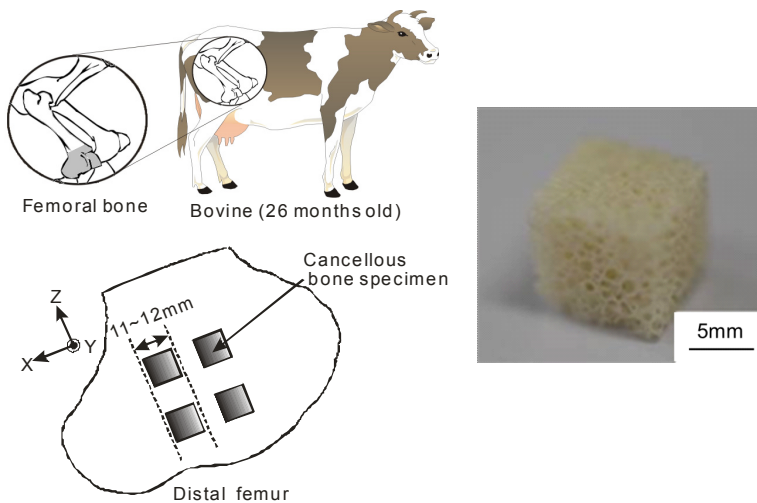 Femoral bone
Bovine (26 months old)
Cancellous
bone specimen
11~12mm
Z
Y
X
5mm
Distal femur